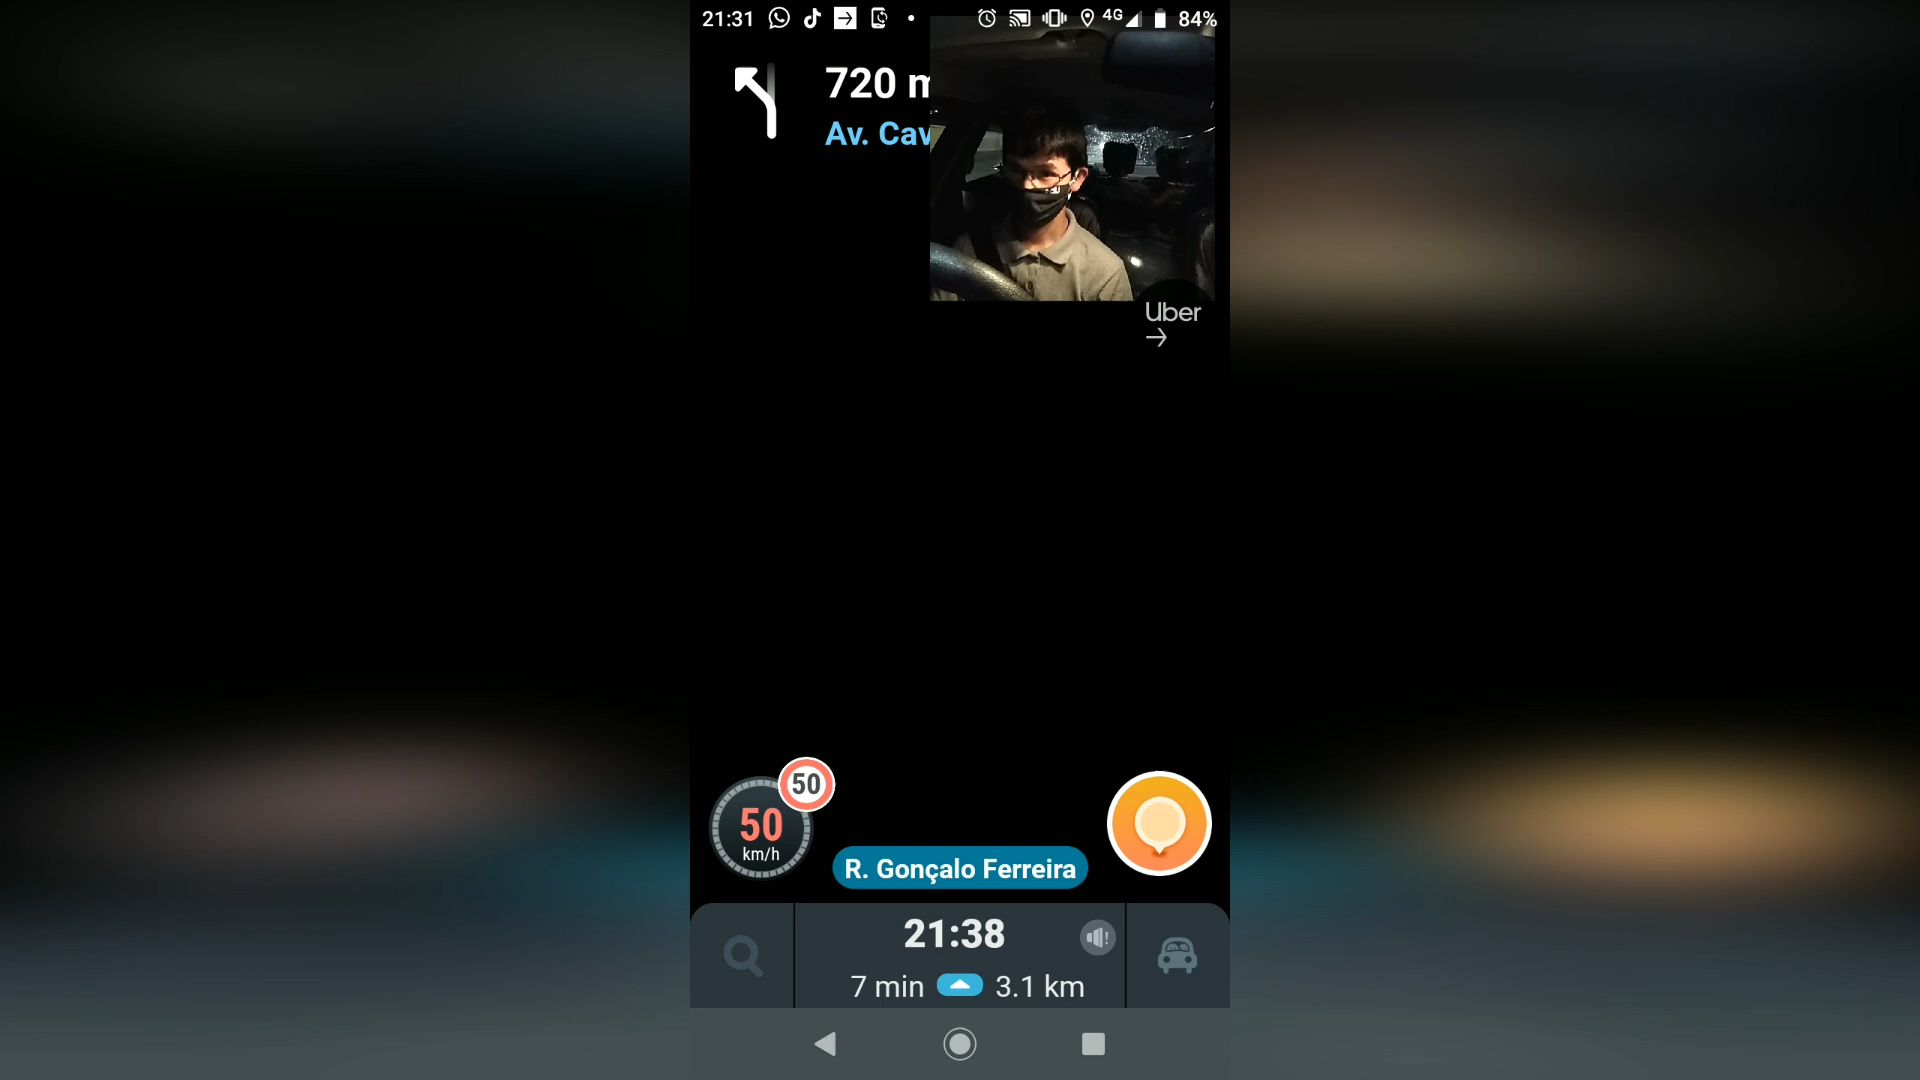 21:31
4G
84%
720 m
Av. Cav
Uber
50
50
km/h
R. Gonçalo Ferreira
21:38
7 min
3.1 km